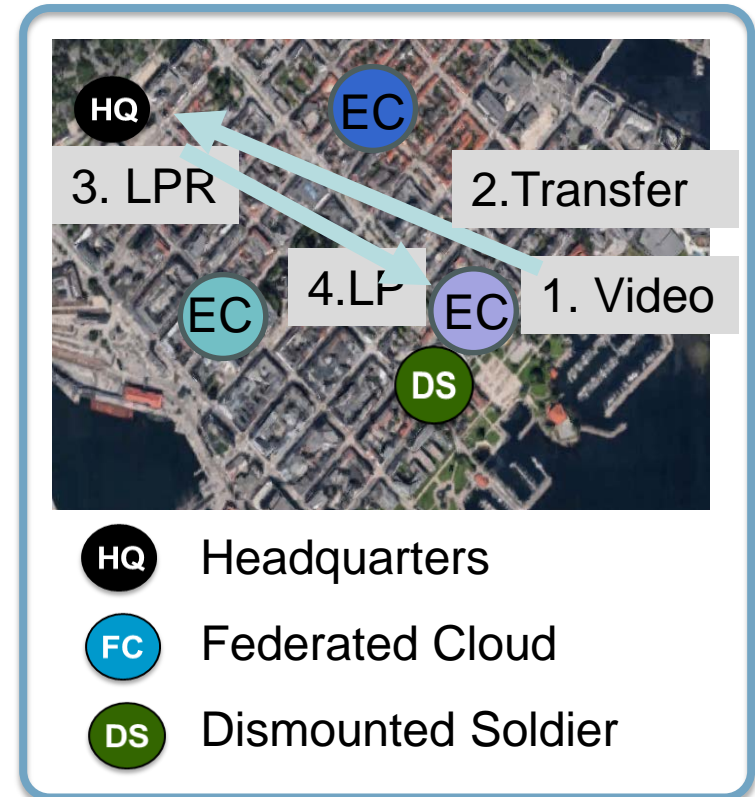 HQ
EC
3. LPR
2.Transfer
4.LP
1. Video
EC
EC
DS
HQ Headquarters
FC Federated Cloud
DS Dismounted Soldier